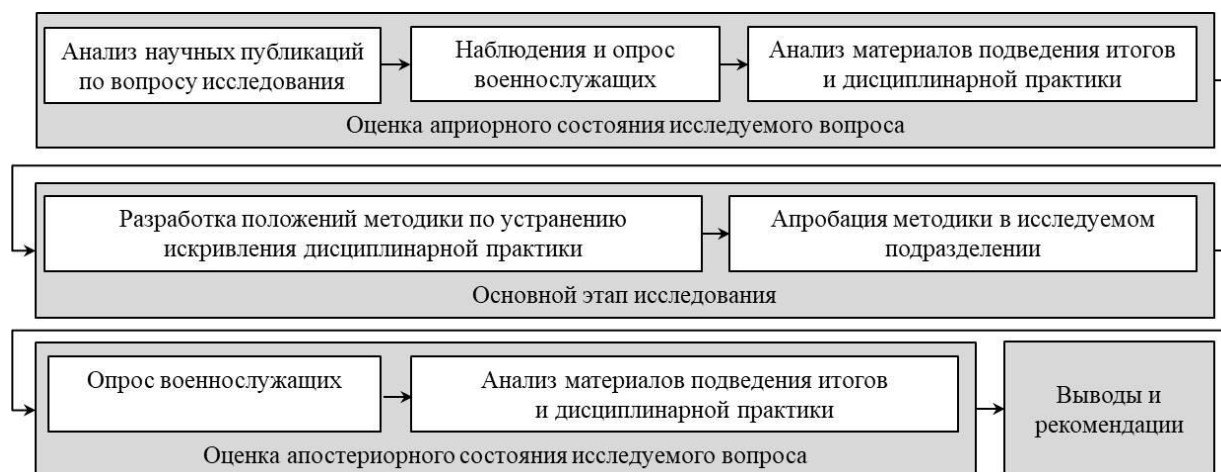 Анализ научных публикаций
по вопросу исследования
Наблюдения и опрос
военнослужащих
Анализ материалов подведения итогов
и дисциплинарной практики
Оценка априорного состояния исследуемого вопроса
Разработка положений методики по устранению
искривления дисциплинарной практики
Апробация методики в исследуемом
подразделении
Основной этап исследования
Опрос военнослужащих
Анализ материалов подведения итогов
и дисциплинарной практики
Оценка апостериорного состояния исследуемого вопроса
Выводы и
рекомендации